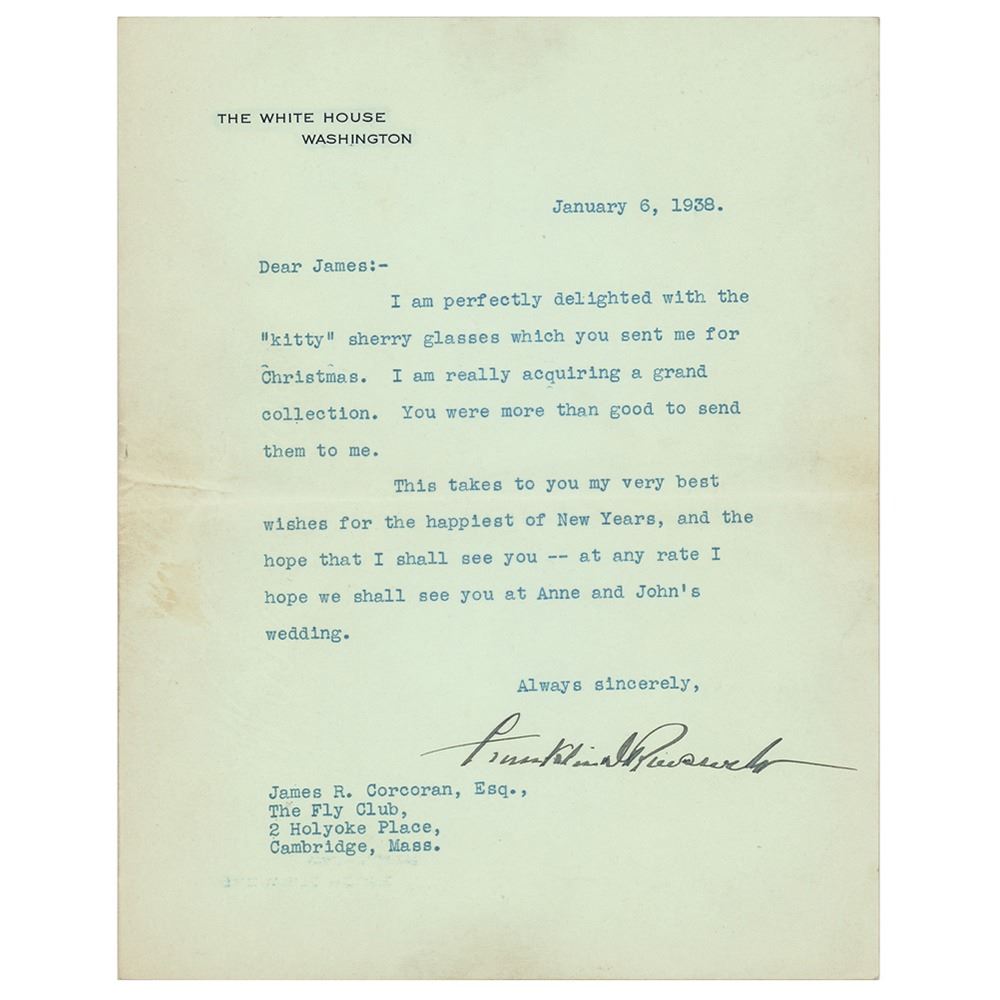 THE WHITE HOUSE
WASHINGTON
January 6, 1938.
Dear James:-
I am perfectly delighted with the
"kitty" sherry glasses which you sent me for
Christmas. I am really acquiring a grand
collection. You were more than good to send
them to me.
This takes to you my very best
wishes for the happiest of New Years, and the
hope that I shall see you -- at any rate I
hope we shall see you at Anne and John's
wedding.
Always sincerely,
Franklin D Roosevelt
James R. Corcoran, Esq.,
The Fly Club,
2 Holyoke Place,
Cambridge, Mass.